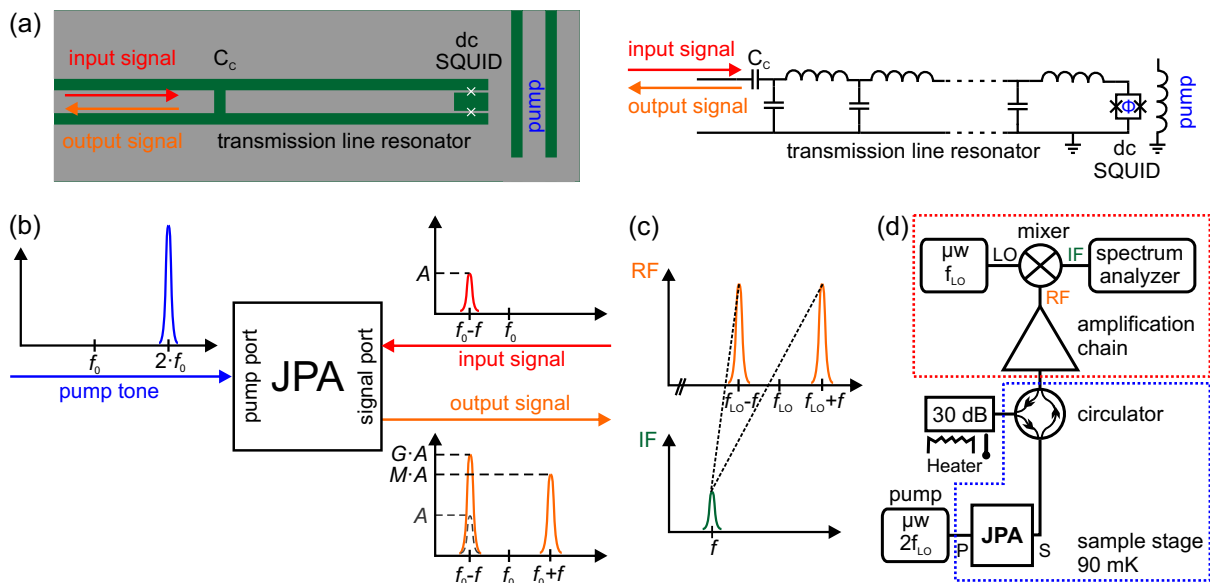 (a)
input signal
output signal
C_C
dc
SQUID
transmission line resonator
pump
input signal
output signal
C_C
transmission line resonator
Φ
dc
SQUID
pump
(b)
f_0
2·f_0
pump tone
pump port
JPA
signal port
A
f_0-f
f_0
input signal
output signal
G·A
M·A
A
f_0-f
f_0
f_0+f
(c)
RF
f_LO-f
f_LO
f_LO+f
IF
f
(d)
µw
f_LO
LO
mixer
IF
spectrum
analyzer
RF
amplification
chain
30 dB
circulator
Heater
pump
µw
2f_LO
P
JPA
S
sample stage
90 mK